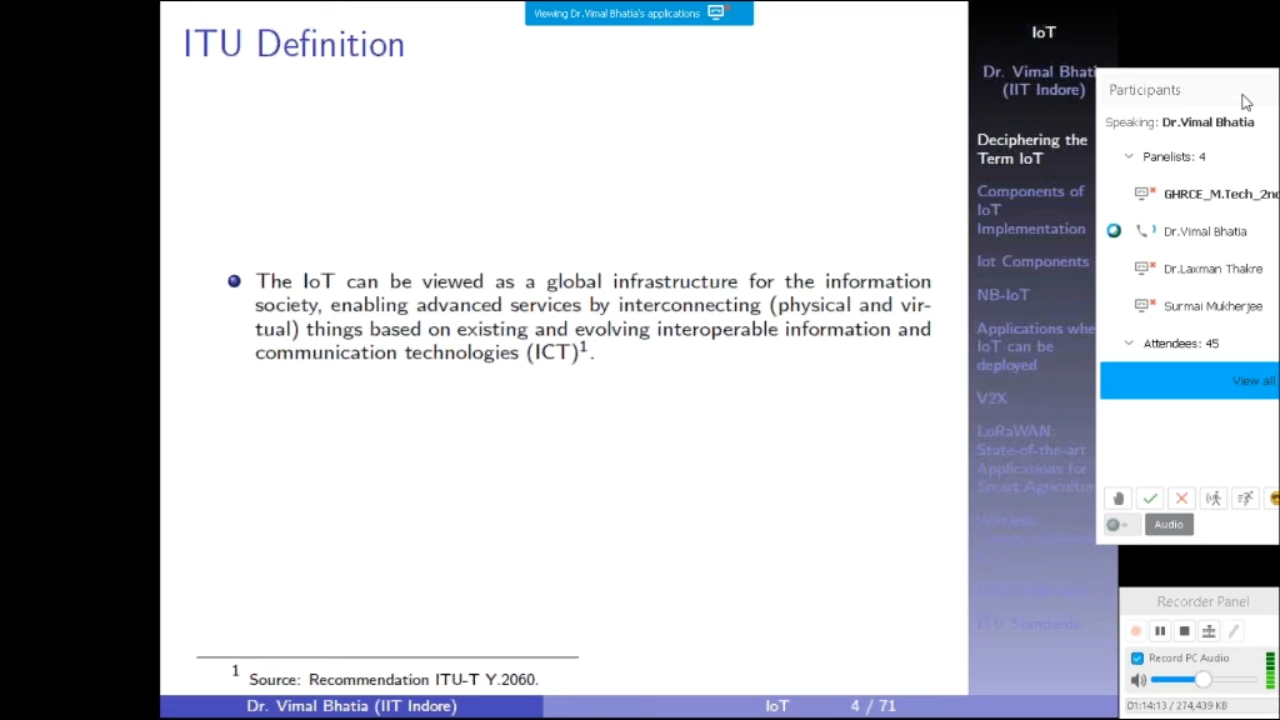 Viewing Dr.Vimal Bhatia's applications
ITU Definition
The IoT can be viewed as a global infrastructure for the information
society, enabling advanced services by interconnecting (physical and vir-
tual) things based on existing and evolving interoperable information and
communication technologies (ICT)1.
1 Source: Recommendation ITU-T Y.2060.
Dr. Vimal Bhatia (IIT Indore)
IoT
4 / 71
IoT
Dr. Vimal Bhati
(IIT Indore)
Deciphering the
Term IoT
Components of
IoT
Implementation
Iot Components
NB-IoT
Applications whe
IoT can be
deployed
V2X
LoRaWAN:
State-of-the-art
Applications for
Smart Agricultur
Wireless
ITU Standards
Participants
Speaking: Dr.Vimal Bhatia
Panelists: 4
GHRCE_M.Tech_2nd
Dr.Vimal Bhatia
Dr.Laxman Thakre
Surmai Mukherjee
Attendees: 45
View all
Audio
Recorder Panel
Record PC Audio
01:14:13 / 274,439 KB